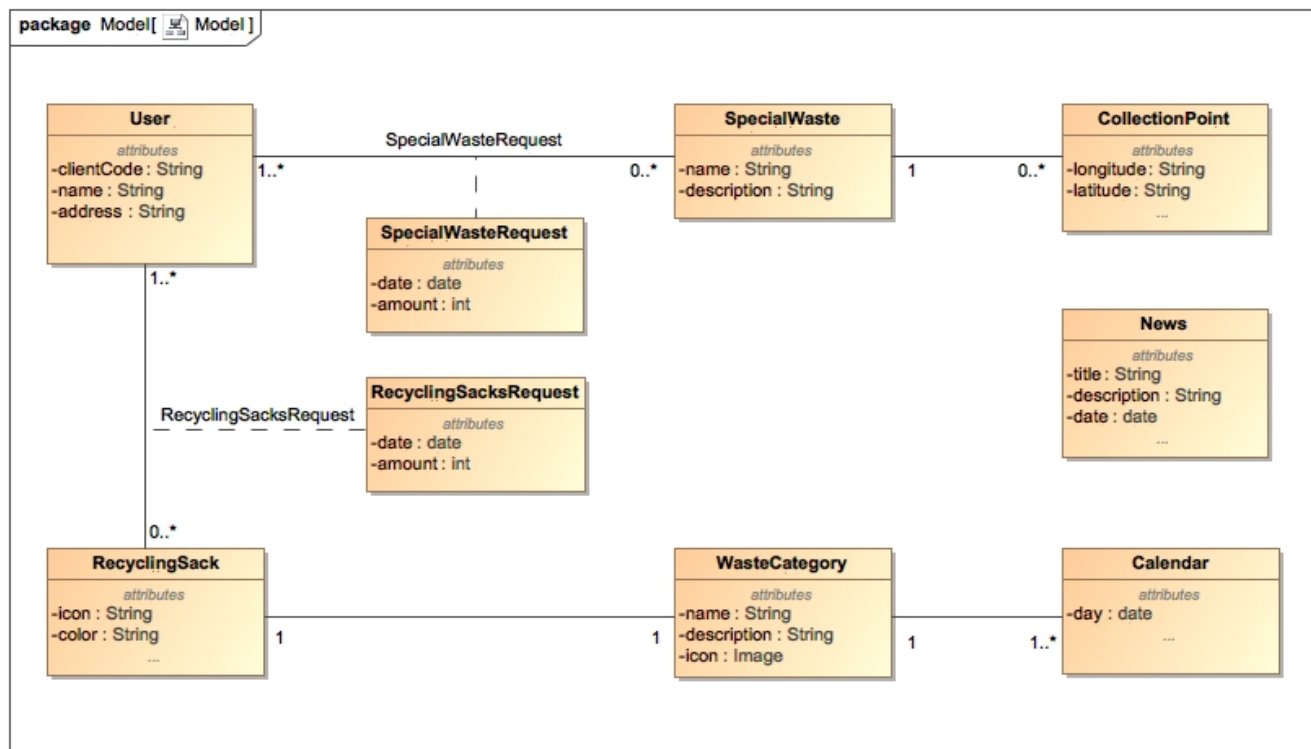 package Model[ Model ]
User
attributes
-clientCode : String
-name : String
-address : String
1..*
SpecialWasteRequest
0..*
SpecialWaste
attributes
-name : String
-description : String
1
0..*
CollectionPoint
attributes
-longitude : String
-latitude : String
...
SpecialWasteRequest
attributes
-date : date
-amount : int
1..*
News
attributes
-title : String
-description : String
-date : date
...
RecyclingSacksRequest
RecyclingSacksRequest
attributes
-date : date
-amount : int
0..*
RecyclingSack
attributes
-icon : String
-color : String
...
1
1
WasteCategory
attributes
-name : String
-description : String
-icon : Image
1
1..*
Calendar
attributes
-day : date
...